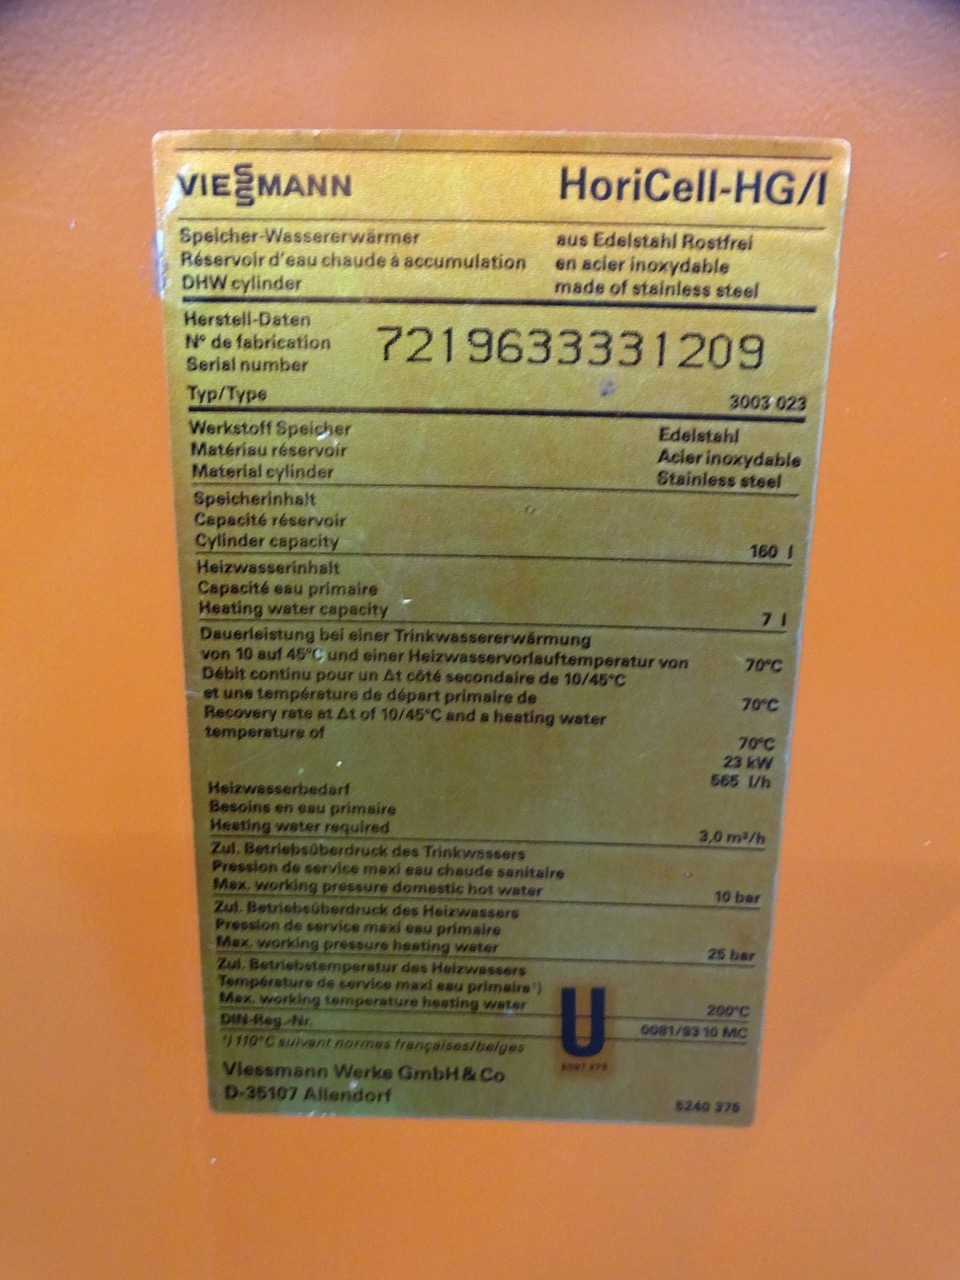 VIESSMANN HoriCell-HG/I
Speicher-Wassererwärmer aus Edelstahl Rostfrei
Réservoir d'eau chaude à accumulation en acier inoxydable
DHW cylinder made of stainless steel
Herstell-Daten
N° de fabrication 7219633331209
Serial number
Typ/Type 3003 023
Werkstoff Speicher Edelstahl
Matériau réservoir Acier inoxydable
Material cylinder Stainless steel
Speicherinhalt
Capacité réservoir
Cylinder capacity 160 l
Heizwasserinhalt
Capacité eau primaire
Heating water capacity 7 l
Dauerleistung bei einer Trinkwassererwärmung
von 10 auf 45°C und einer Heizwasservorlauftemperatur von 70°C
Débit continu pour un Δt côté secondaire de 10/45°C
et une température de départ primaire de 70°C
Recovery rate at Δt of 10/45°C and a heating water
temperature of 70°C
23 kW
565 l/h
Heizwasserbedarf
Besoins en eau primaire
Heating water required 3,0 m³/h
Zul. Betriebsüberdruck des Trinkwassers
Pression de service maxi eau chaude sanitaire
Max. working pressure domestic hot water 10 bar
Zul. Betriebsüberdruck des Heizwassers
Pression de service maxi eau primaire
Max. working pressure heating water 25 bar
Zul. Betriebstemperatur des Heizwassers
Température de service maxi eau primaire¹)
Max. working temperature heating water 200°C
DIN-Reg.-Nr. 0081/93 10 MC
¹) 110°C suivant normes françaises/belges
U
Viessmann Werke GmbH & Co
D-35107 Allendorf
5240 375